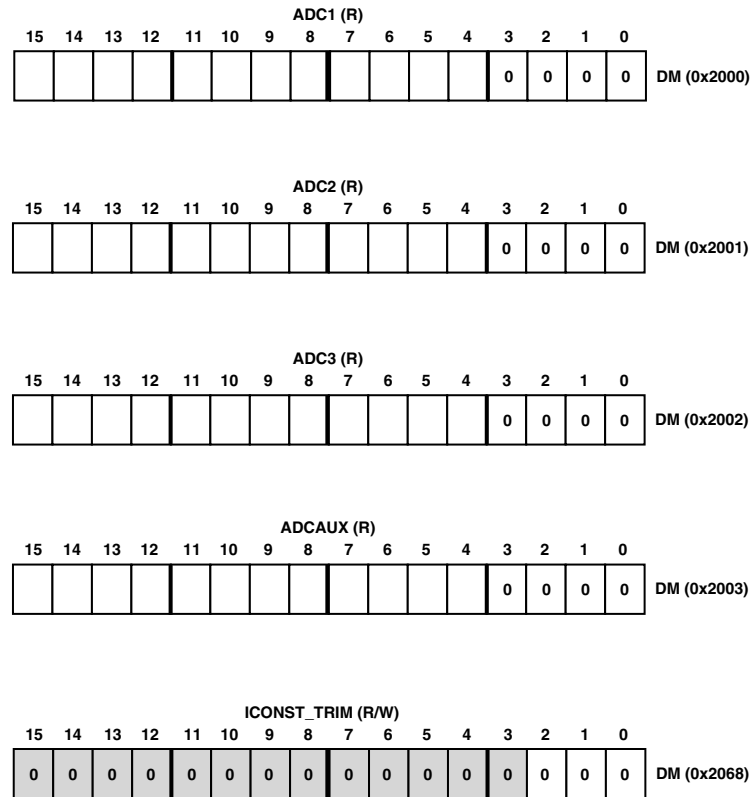 ADC1 (R)
15 14 13 12 11 10 9 8 7 6 5 4 3 2 1 0
0 0 0 0 DM (0x2000)
ADC2 (R)
15 14 13 12 11 10 9 8 7 6 5 4 3 2 1 0
0 0 0 0 DM (0x2001)
ADC3 (R)
15 14 13 12 11 10 9 8 7 6 5 4 3 2 1 0
0 0 0 0 DM (0x2002)
ADCAUX (R)
15 14 13 12 11 10 9 8 7 6 5 4 3 2 1 0
0 0 0 0 DM (0x2003)
ICONST_TRIM (R/W)
15 14 13 12 11 10 9 8 7 6 5 4 3 2 1 0
0 0 0 0 0 0 0 0 0 0 0 0 0 0 0 0 DM (0x2068)